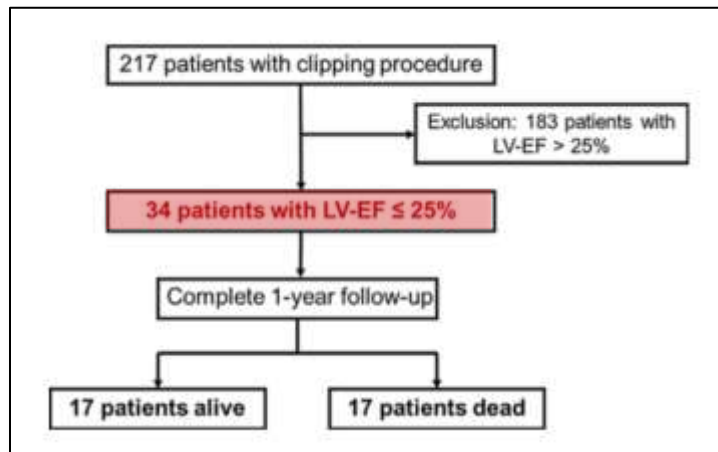 217 patients with clipping procedure
Exclusion: 183 patients with
LV-EF > 25%
34 patients with LV-EF ≤ 25%
Complete 1-year follow-up
17 patients alive
17 patients dead